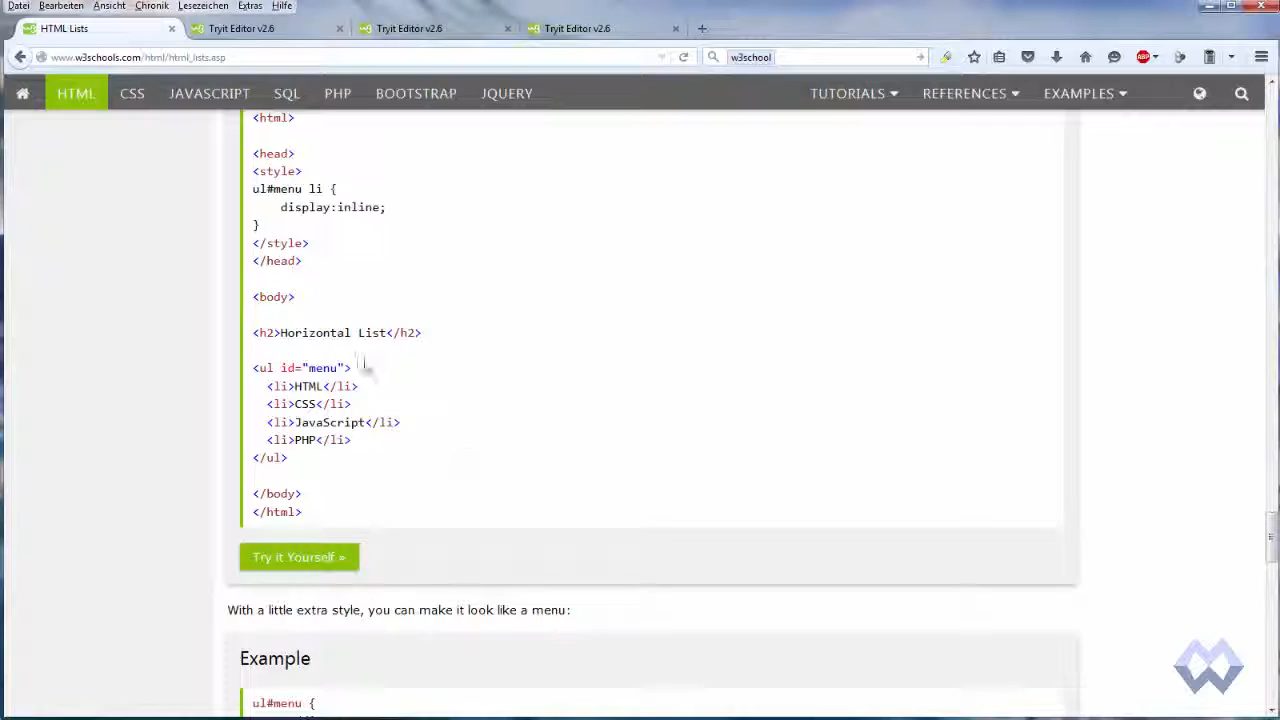 Datei Bearbeiten Ansicht Chronik Lesezeichen Extras Hilfe
HTML Lists Tryit Editor v2.6 Tryit Editor v2.6 Tryit Editor v2.6
www.w3schools.com/html/html_lists.asp w3school
HTML CSS JAVASCRIPT SQL PHP BOOTSTRAP JQUERY TUTORIALS REFERENCES EXAMPLES
<html>
<head>
<style>
ul#menu li {
    display:inline;
}
</style>
</head>
<body>
<h2>Horizontal List</h2>
<ul id="menu">
  <li>HTML</li>
  <li>CSS</li>
  <li>JavaScript</li>
  <li>PHP</li>
</ul>
</body>
</html>
Try it Yourself »
With a little extra style, you can make it look like a menu:
Example
ul#menu {